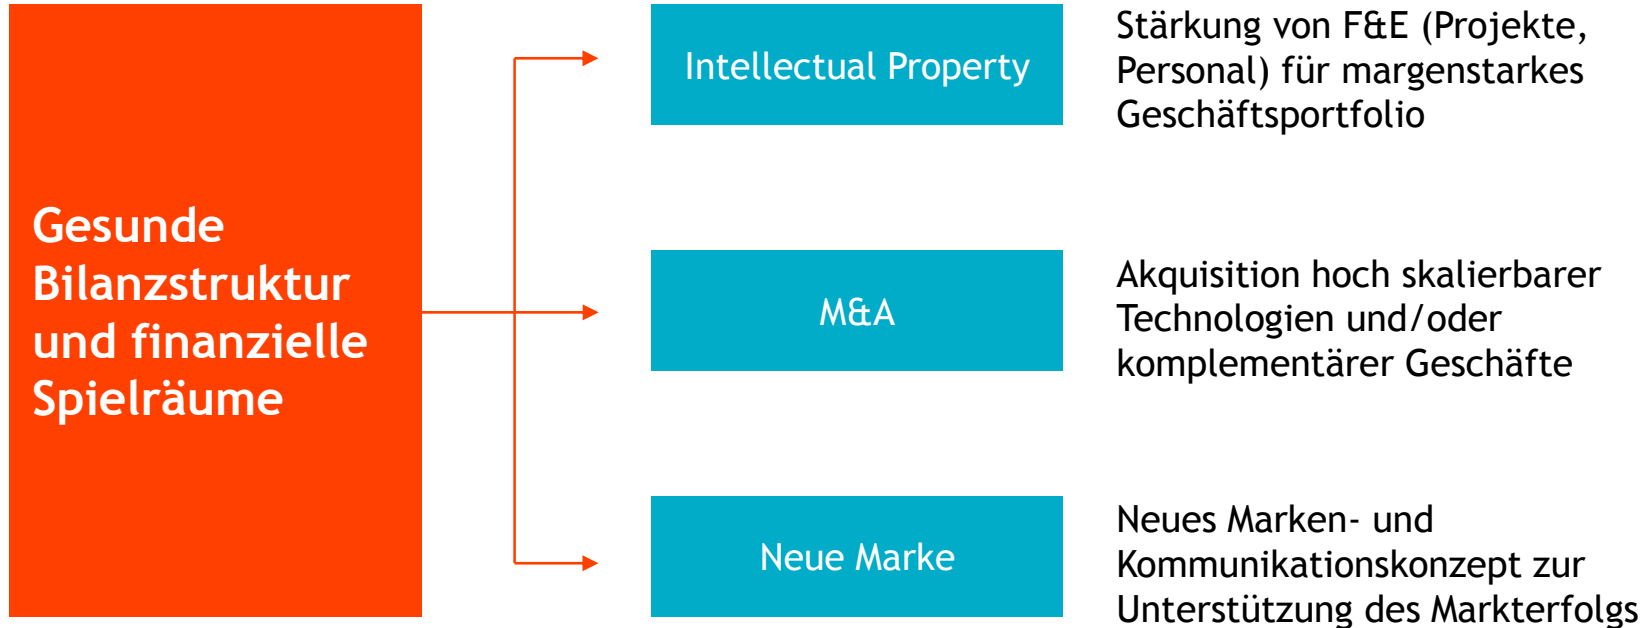 Gesunde
Bilanzstruktur
und finanzielle
Spielräume
Intellectual Property
Stärkung von F&E (Projekte,
Personal) für margenstarkes
Geschäftsportfolio
M&A
Akquisition hoch skalierbarer
Technologien und/oder
komplementärer Geschäfte
Neue Marke
Neues Marken- und
Kommunikationskonzept zur
Unterstützung des Markterfolgs